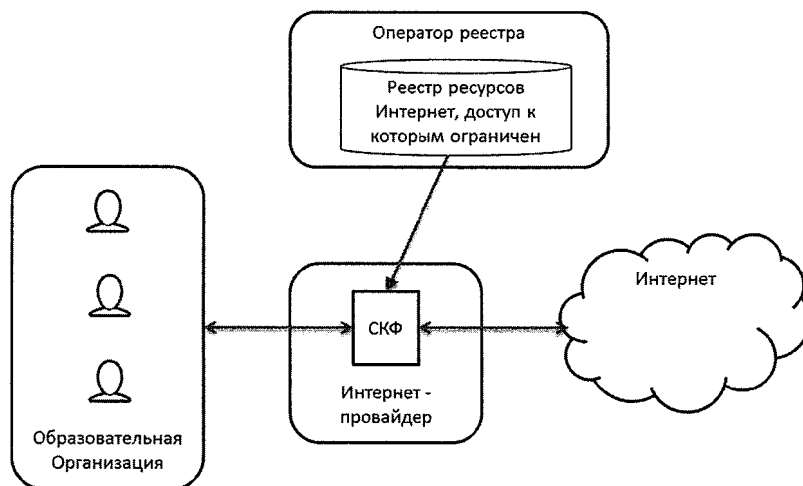 Оператор реестра
Реестр ресурсов
Интернет, доступ к
которым ограничен
Интернет
СКФ
Интернет -
провайдер
Образовательная
Организация